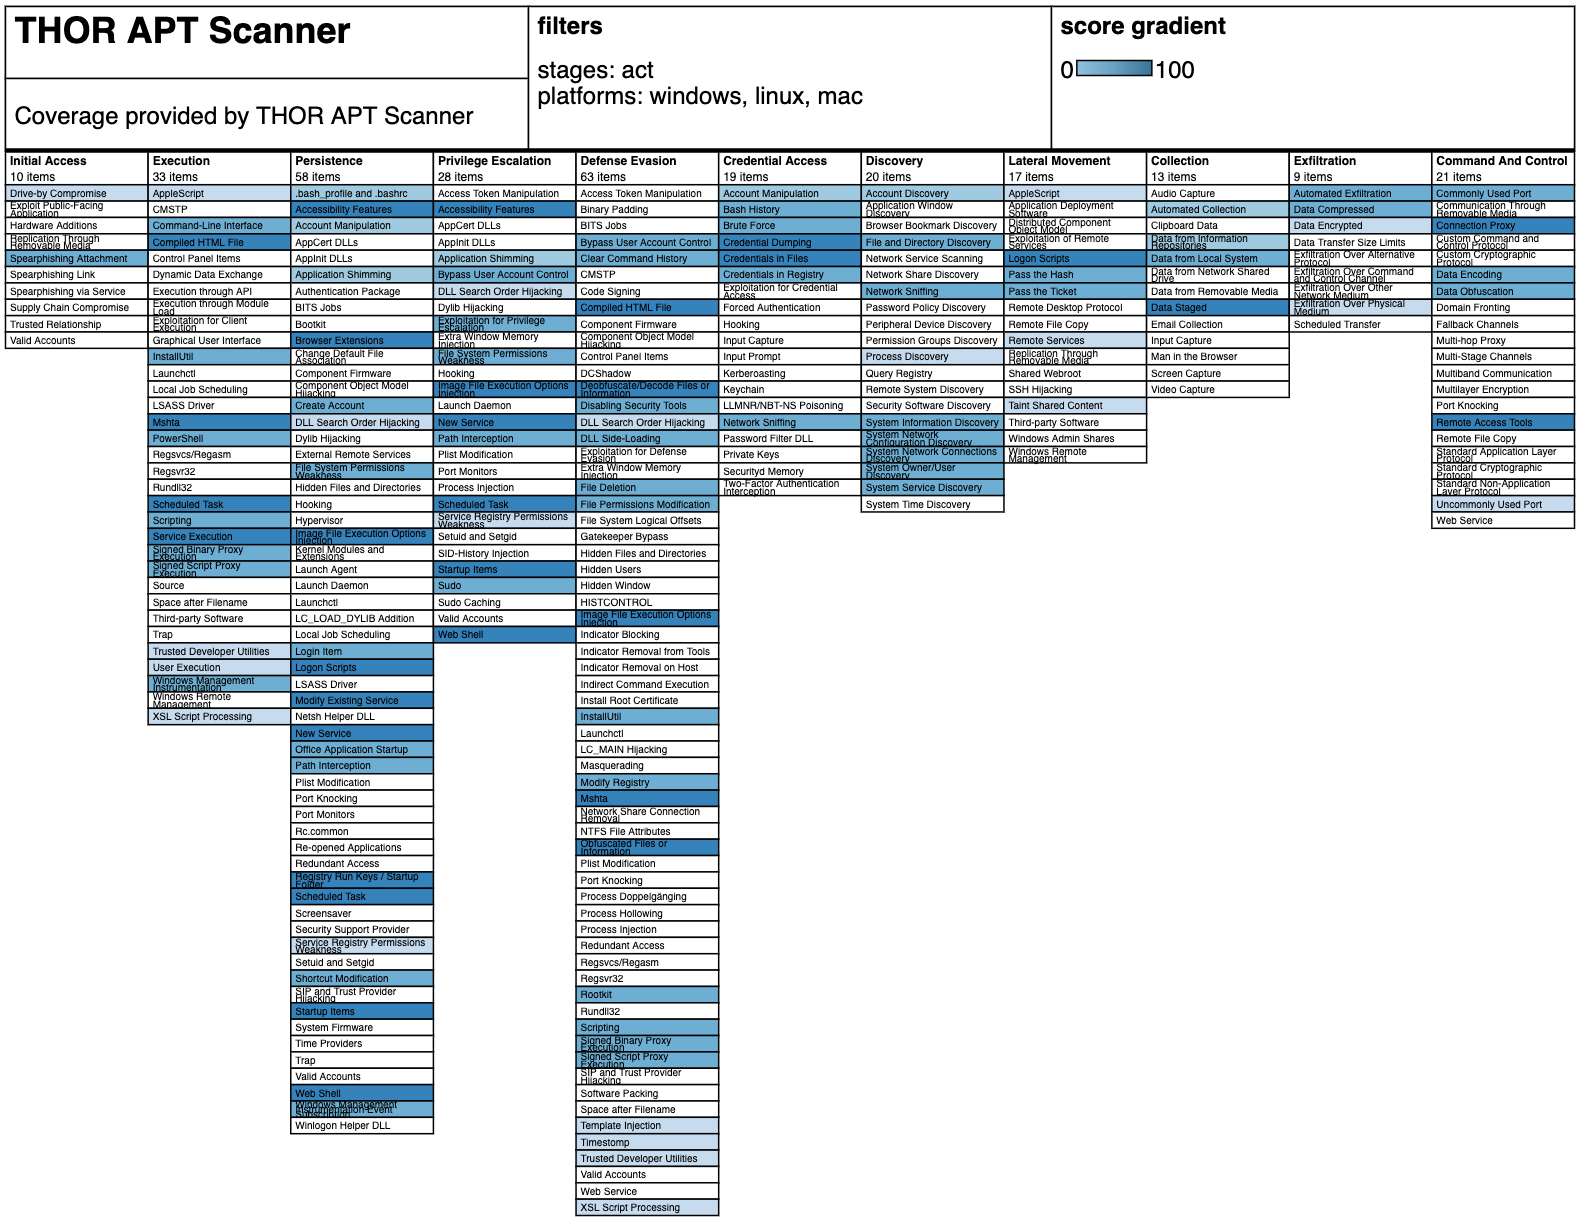 THOR APT Scanner
Coverage provided by THOR APT Scanner
filters
stages: act
platforms: windows, linux, mac
score gradient
0 100
Initial Access
10 items
Drive-by Compromise
Exploit Public-Facing
Application
Hardware Additions
Replication Through
Removable Media
Spearphishing Attachment
Spearphishing Link
Spearphishing via Service
Supply Chain Compromise
Trusted Relationship
Valid Accounts
Execution
33 items
AppleScript
CMSTP
Command-Line Interface
Compiled HTML File
Control Panel Items
Dynamic Data Exchange
Execution through API
Execution through Module
Load
Exploitation for Client
Execution
Graphical User Interface
InstallUtil
Launchctl
Local Job Scheduling
LSASS Driver
Mshta
PowerShell
Regsvcs/Regasm
Regsvr32
Rundll32
Scheduled Task
Scripting
Service Execution
Signed Binary Proxy
Execution
Signed Script Proxy
Execution
Source
Space after Filename
Third-party Software
Trap
Trusted Developer Utilities
User Execution
Windows Management
Instrumentation
Windows Remote
Management
XSL Script Processing
Persistence
58 items
.bash_profile and .bashrc
Accessibility Features
Account Manipulation
AppCert DLLs
AppInit DLLs
Application Shimming
Authentication Package
BITS Jobs
Bootkit
Browser Extensions
Change Default File
Association
Component Firmware
Component Object Model
Hijacking
Create Account
DLL Search Order Hijacking
Dylib Hijacking
External Remote Services
File System Permissions
Weakness
Hidden Files and Directories
Hooking
Hypervisor
Image File Execution Options
Injection
Kernel Modules and
Extensions
Launch Agent
Launch Daemon
Launchctl
LC_LOAD_DYLIB Addition
Local Job Scheduling
Login Item
Logon Scripts
LSASS Driver
Modify Existing Service
Netsh Helper DLL
New Service
Office Application Startup
Path Interception
Plist Modification
Port Knocking
Port Monitors
Rc.common
Re-opened Applications
Redundant Access
Registry Run Keys / Startup
Folder
Scheduled Task
Screensaver
Security Support Provider
Service Registry Permissions
Weakness
Setuid and Setgid
Shortcut Modification
SIP and Trust Provider
Hijacking
Startup Items
System Firmware
Time Providers
Trap
Valid Accounts
Web Shell
Windows Management
Instrumentation Event
Subscription
Winlogon Helper DLL
Privilege Escalation
28 items
Access Token Manipulation
Accessibility Features
AppCert DLLs
AppInit DLLs
Application Shimming
Bypass User Account Control
DLL Search Order Hijacking
Dylib Hijacking
Exploitation for Privilege
Escalation
Extra Window Memory
Injection
File System Permissions
Weakness
Hooking
Image File Execution Options
Injection
Launch Daemon
New Service
Path Interception
Plist Modification
Port Monitors
Process Injection
Scheduled Task
Service Registry Permissions
Weakness
Setuid and Setgid
SID-History Injection
Startup Items
Sudo
Sudo Caching
Valid Accounts
Web Shell
Defense Evasion
63 items
Access Token Manipulation
Binary Padding
BITS Jobs
Bypass User Account Control
Clear Command History
CMSTP
Code Signing
Compiled HTML File
Component Firmware
Component Object Model
Hijacking
Control Panel Items
DCShadow
Deobfuscate/Decode Files or
Information
Disabling Security Tools
DLL Search Order Hijacking
DLL Side-Loading
Exploitation for Defense
Evasion
Extra Window Memory
Injection
File Deletion
File Permissions Modification
File System Logical Offsets
Gatekeeper Bypass
Hidden Files and Directories
Hidden Users
Hidden Window
HISTCONTROL
Image File Execution Options
Injection
Indicator Blocking
Indicator Removal from Tools
Indicator Removal on Host
Indirect Command Execution
Install Root Certificate
InstallUtil
Launchctl
LC_MAIN Hijacking
Masquerading
Modify Registry
Mshta
Network Share Connection
Removal
NTFS File Attributes
Obfuscated Files or
Information
Plist Modification
Port Knocking
Process Doppelgänging
Process Hollowing
Process Injection
Redundant Access
Regsvcs/Regasm
Regsvr32
Rootkit
Rundll32
Scripting
Signed Binary Proxy
Execution
Signed Script Proxy
Execution
SIP and Trust Provider
Hijacking
Software Packing
Space after Filename
Template Injection
Timestomp
Trusted Developer Utilities
Valid Accounts
Web Service
XSL Script Processing
Credential Access
19 items
Account Manipulation
Bash History
Brute Force
Credential Dumping
Credentials in Files
Credentials in Registry
Exploitation for Credential
Access
Forced Authentication
Hooking
Input Capture
Input Prompt
Kerberoasting
Keychain
LLMNR/NBT-NS Poisoning
Network Sniffing
Password Filter DLL
Private Keys
Securityd Memory
Two-Factor Authentication
Interception
Discovery
20 items
Account Discovery
Application Window
Discovery
Browser Bookmark Discovery
File and Directory Discovery
Network Service Scanning
Network Share Discovery
Network Sniffing
Password Policy Discovery
Peripheral Device Discovery
Permission Groups Discovery
Process Discovery
Query Registry
Remote System Discovery
Security Software Discovery
System Information Discovery
System Network
Configuration Discovery
System Network Connections
Discovery
System Owner/User
Discovery
System Service Discovery
System Time Discovery
Lateral Movement
17 items
AppleScript
Application Deployment
Software
Distributed Component
Object Model
Exploitation of Remote
Services
Logon Scripts
Pass the Hash
Pass the Ticket
Remote Desktop Protocol
Remote File Copy
Remote Services
Replication Through
Removable Media
Shared Webroot
SSH Hijacking
Taint Shared Content
Third-party Software
Windows Admin Shares
Windows Remote
Management
Collection
13 items
Audio Capture
Automated Collection
Clipboard Data
Data from Information
Repositories
Data from Local System
Data from Network Shared
Drive
Data from Removable Media
Data Staged
Email Collection
Input Capture
Man in the Browser
Screen Capture
Video Capture
Exfiltration
9 items
Automated Exfiltration
Data Compressed
Data Encrypted
Data Transfer Size Limits
Exfiltration Over Alternative
Protocol
Exfiltration Over Command
and Control Channel
Exfiltration Over Other
Network Medium
Exfiltration Over Physical
Medium
Scheduled Transfer
Command And Control
21 items
Commonly Used Port
Communication Through
Removable Media
Connection Proxy
Custom Command and
Control Protocol
Custom Cryptographic
Protocol
Data Encoding
Data Obfuscation
Domain Fronting
Fallback Channels
Multi-hop Proxy
Multi-Stage Channels
Multiband Communication
Multilayer Encryption
Port Knocking
Remote Access Tools
Remote File Copy
Standard Application Layer
Protocol
Standard Cryptographic
Protocol
Standard Non-Application
Layer Protocol
Uncommonly Used Port
Web Service